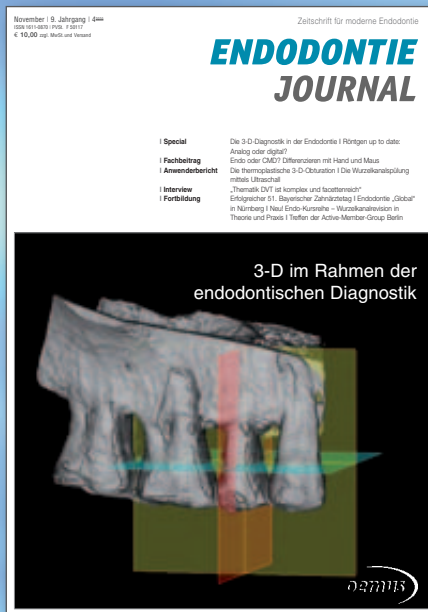 November I 9. Jahrgang I 4
ISSN 1611-0870 I PVSt. F 50117
€ 10,00 zzgl. MwSt und Versand
Zeitschrift für moderne Endodontie
ENDODONTIE
JOURNAL
I Special
Die 3-D-Diagnostik in der Endodontie I Röntgen up to date:
Analog oder digital?
I Fachbeitrag
Endo oder CMD? Differenzieren mit Hand und Maus
I Anwenderbericht
Die thermoplastische 3-D-Obturation I Die Wurzelkanalspülung
mittels Ultraschall
I Interview
„Thematik DVT ist komplex und facettenreich“
I Fortbildung
Erfolgreicher 51. Bayerischer Zahnärztetag I Endodontie „Global“
in Nürnberg I Neu! Endo-Kursreihe – Wurzelkanalrevision in
Theorie und Praxis I Treffen der Active-Member-Group Berlin
3-D im Rahmen der
endodontischen Diagnostik
oemus